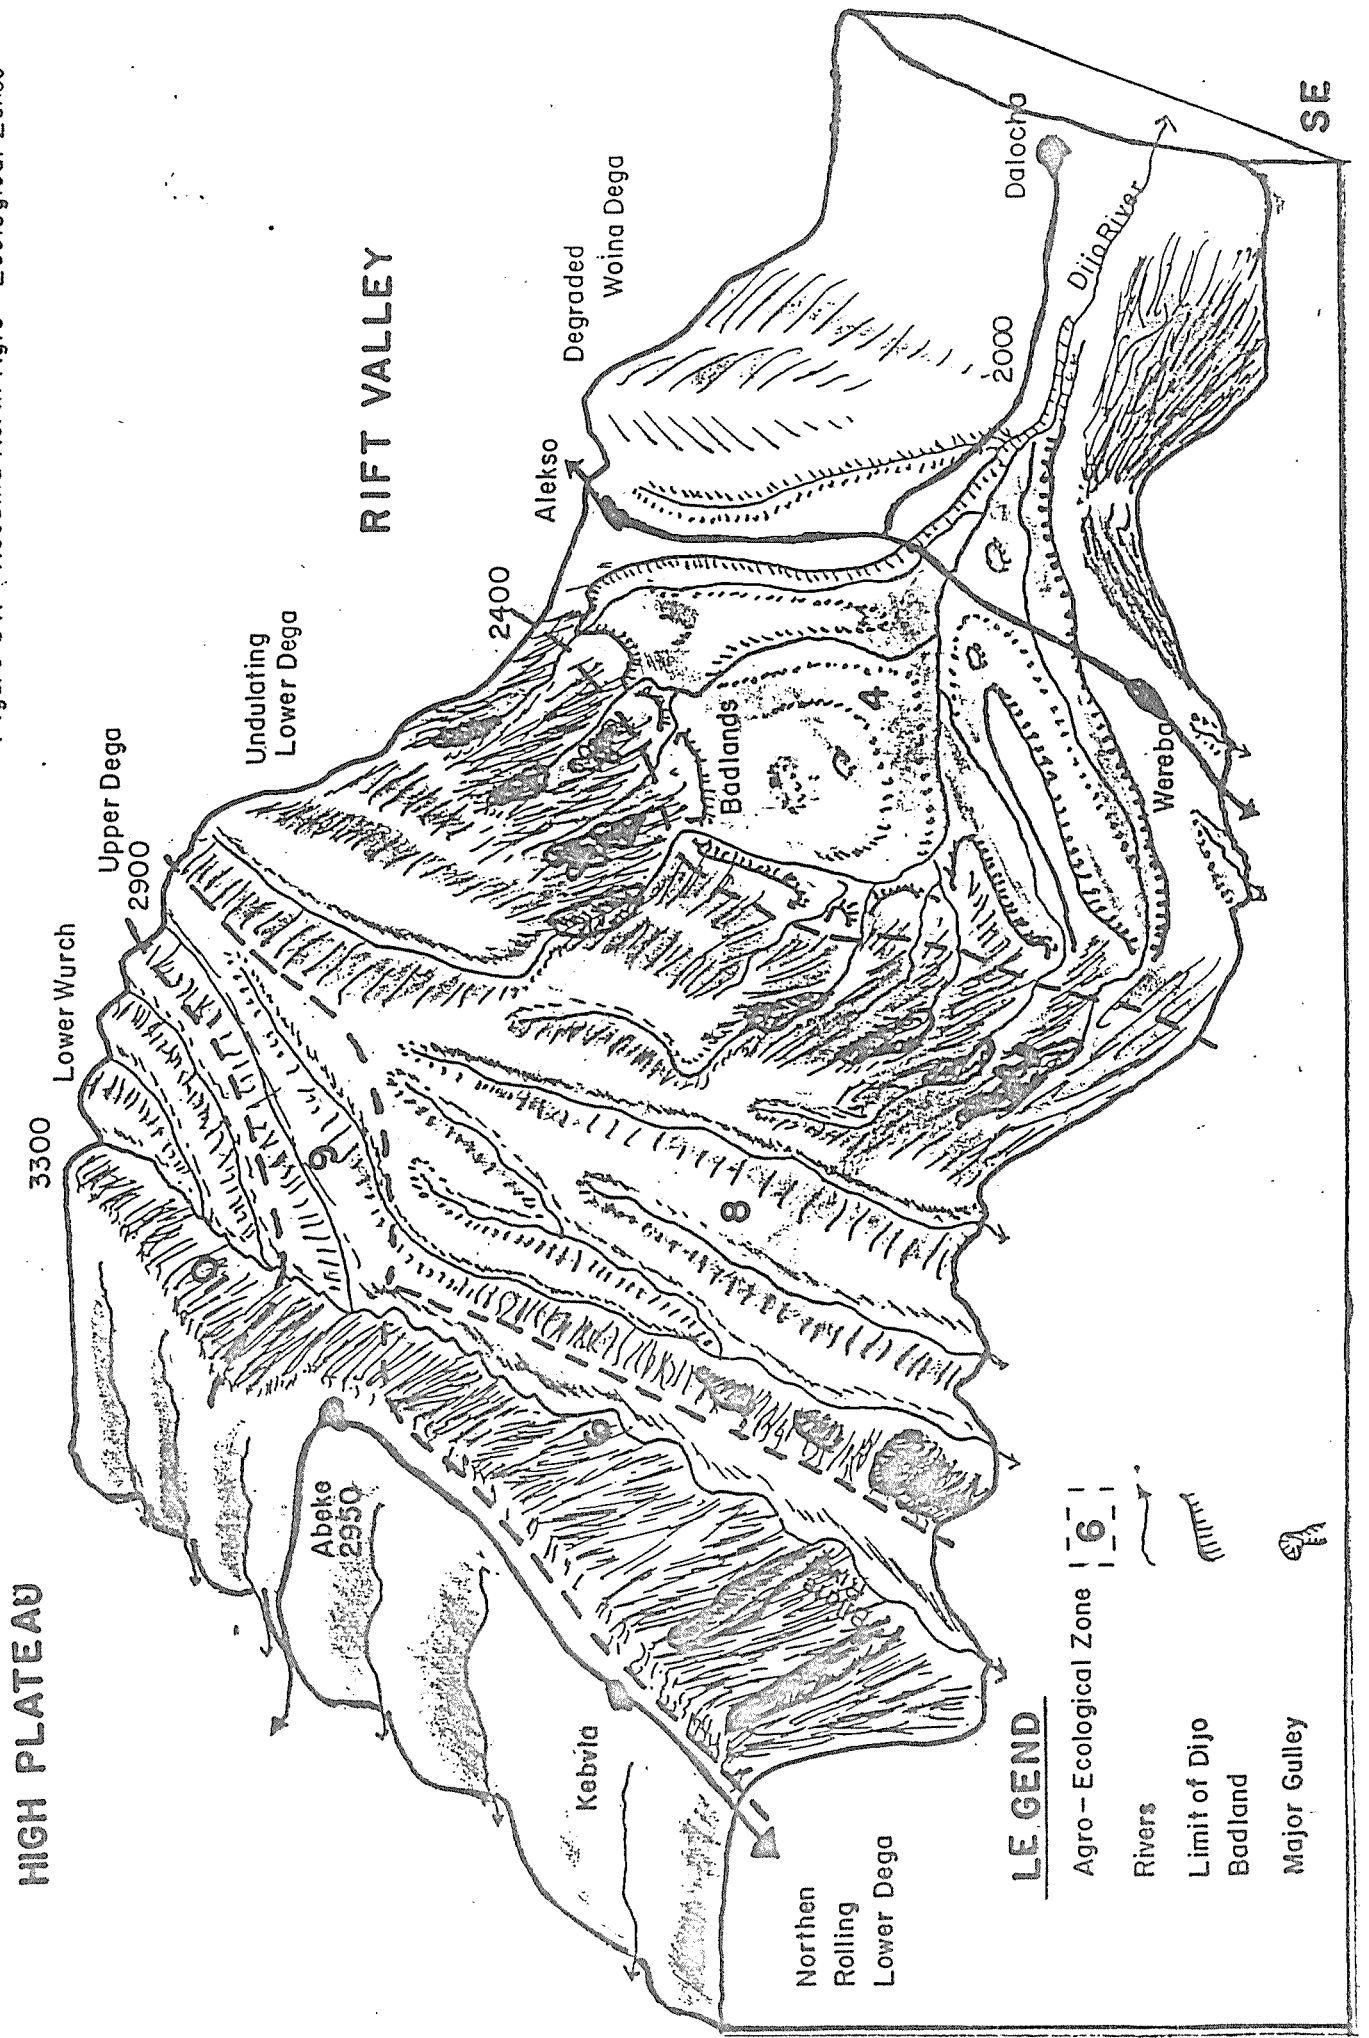 HIGH PLATEAU
3300
Lower Wurch
Upper Dega
2900
Undulating
Lower Dega
2400
RIFT VALLEY
Alekso
Degraded
Woina Dega
9
9
Abeke
2950
6
8
Badlands
4
2000
Dalocha
Dijo River
Kebvia
Werebo
Northen
Rolling
Lower Dega
SE
LEGEND
Agro-Ecological Zone
6
Rivers
Limit of Dijo
Badland
Major Gulley